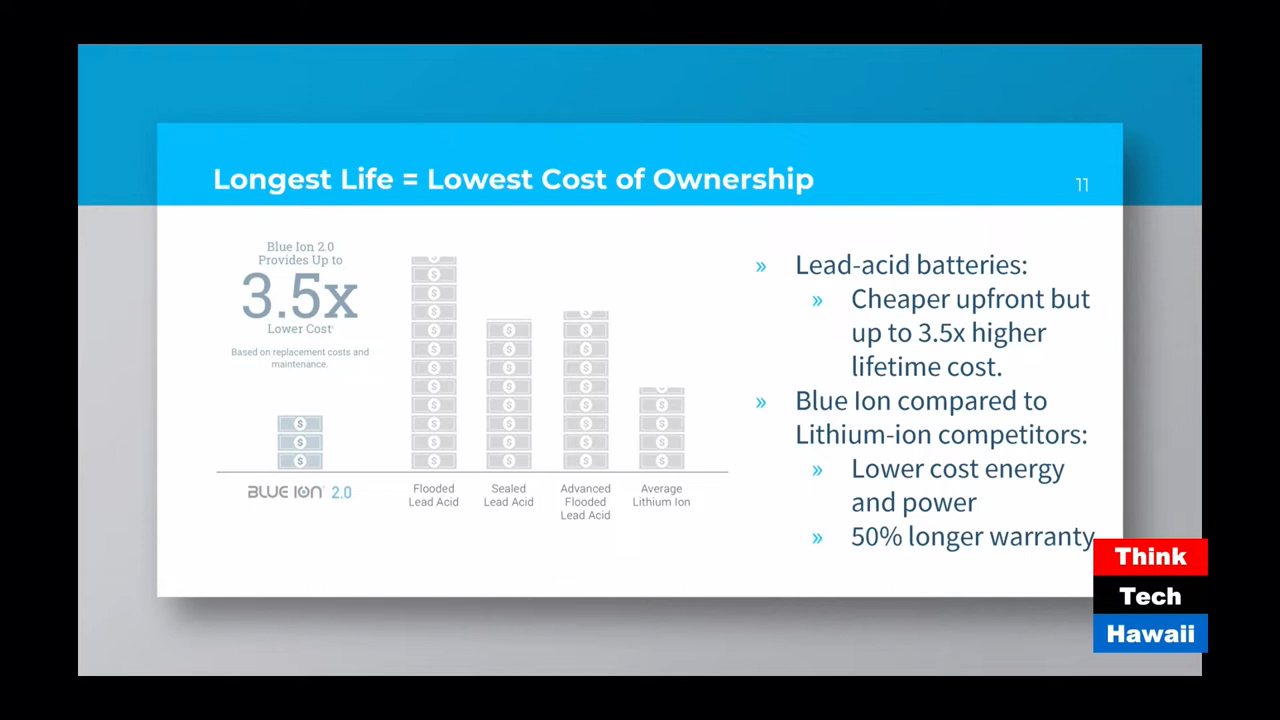 Longest Life = Lowest Cost of Ownership
11
Blue Ion 2.0
Provides Up to
3.5x
Lower Cost
Based on replacement costs and
maintenance.
BLUE ION 2.0
Flooded
Lead Acid
Sealed
Lead Acid
Advanced
Flooded
Lead Acid
Average
Lithium Ion
» Lead-acid batteries:
» Cheaper upfront but
up to 3.5x higher
lifetime cost.
» Blue Ion compared to
Lithium-ion competitors:
» Lower cost energy
and power
» 50% longer warranty
Think
Tech
Hawaii